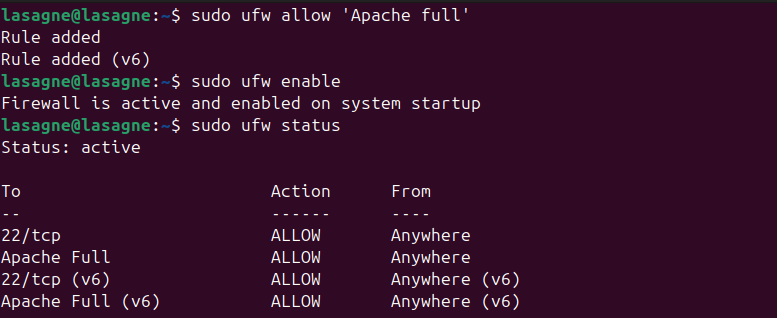 lasagne@lasagne:~$ sudo ufw allow 'Apache full'
Rule added
Rule added (v6)
lasagne@lasagne:~$ sudo ufw enable
Firewall is active and enabled on system startup
lasagne@lasagne:~$ sudo ufw status
Status: active

To                         Action      From
--                         ------      ----
22/tcp                     ALLOW       Anywhere
Apache Full                ALLOW       Anywhere
22/tcp (v6)                ALLOW       Anywhere (v6)
Apache Full (v6)           ALLOW       Anywhere (v6)